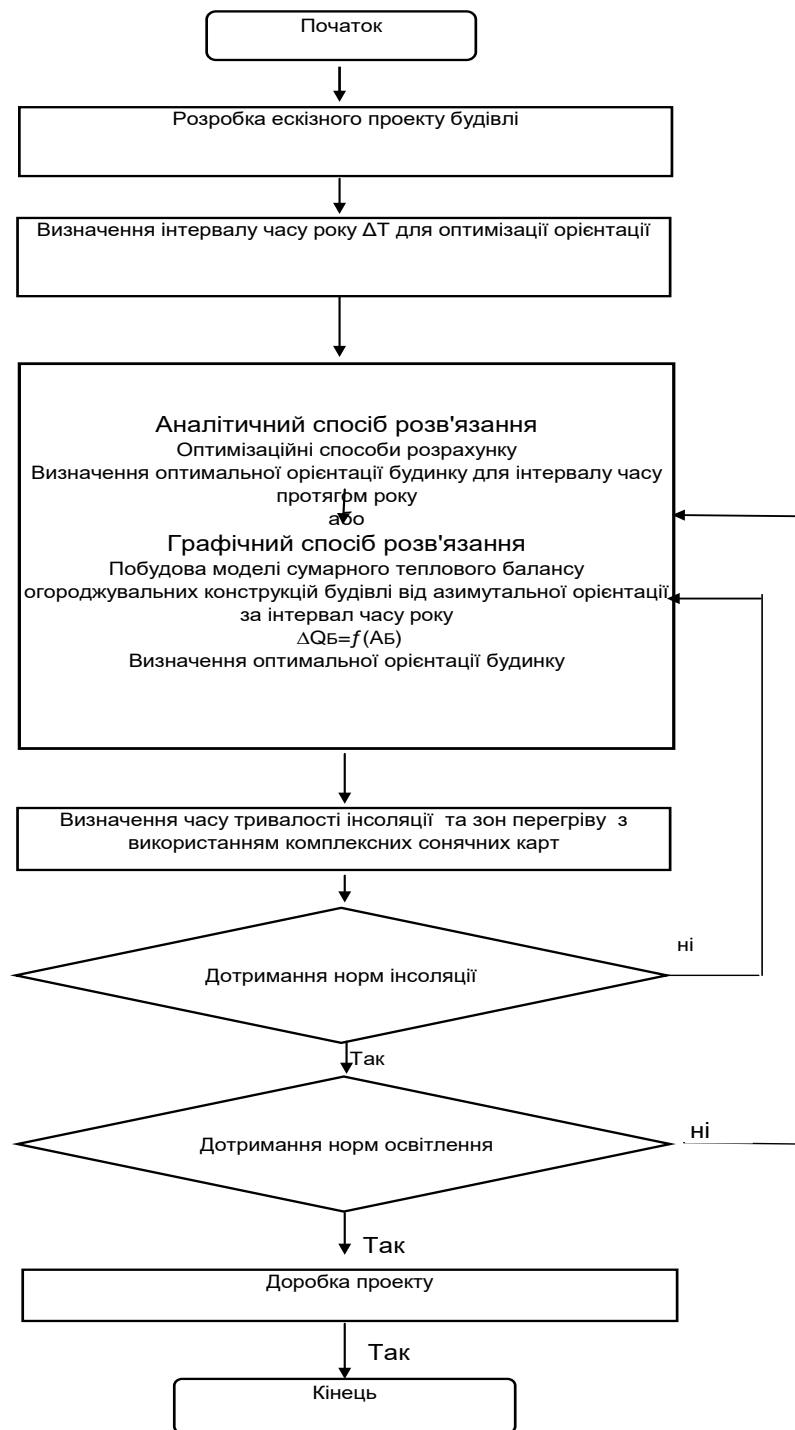 Початок
Розробка ескізного проекту будівлі
Визначення інтервалу часу року ΔТ для оптимізації орієнтації
Аналітичний спосіб розв'язання
Оптимізаційні способи розрахунку
Визначення оптимальної орієнтації будинку для інтервалу часу
протягом року
або
Графічний спосіб розв'язання
Побудова моделі сумарного теплового балансу
огороджувальних конструкцій будівлі від азимутальної орієнтації
за інтервал часу року
∆QБ=ƒ(АБ)
Визначення оптимальної орієнтації будинку
Визначення часу тривалості інсоляції та зон перегріву з
використанням комплексних сонячних карт
ні
Дотримання норм інсоляції
Так
ні
Дотримання норм освітлення
Так
Доробка проекту
Так
Кінець